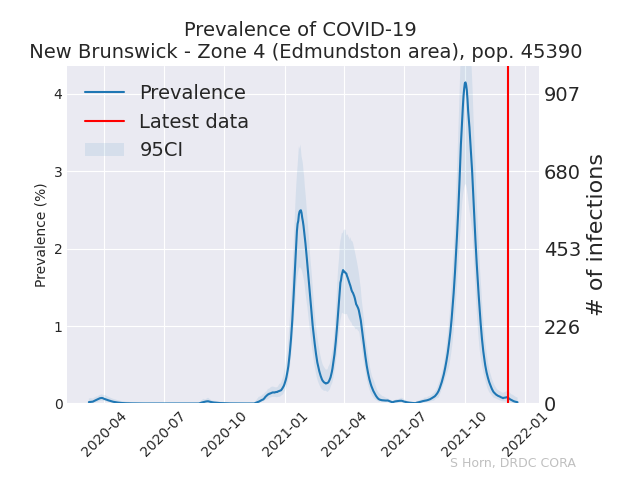 Prevalence of COVID-19
New Brunswick - Zone 4 (Edmundston area), pop. 45390
Prevalence
Latest data
95CI
Prevalence (%)
4
3
2
1
0
907
680
453
226
0
# of infections
2020-04
2020-07
2020-10
2021-01
2021-04
2021-07
2021-10
2022-01
S Horn, DRDC CORA